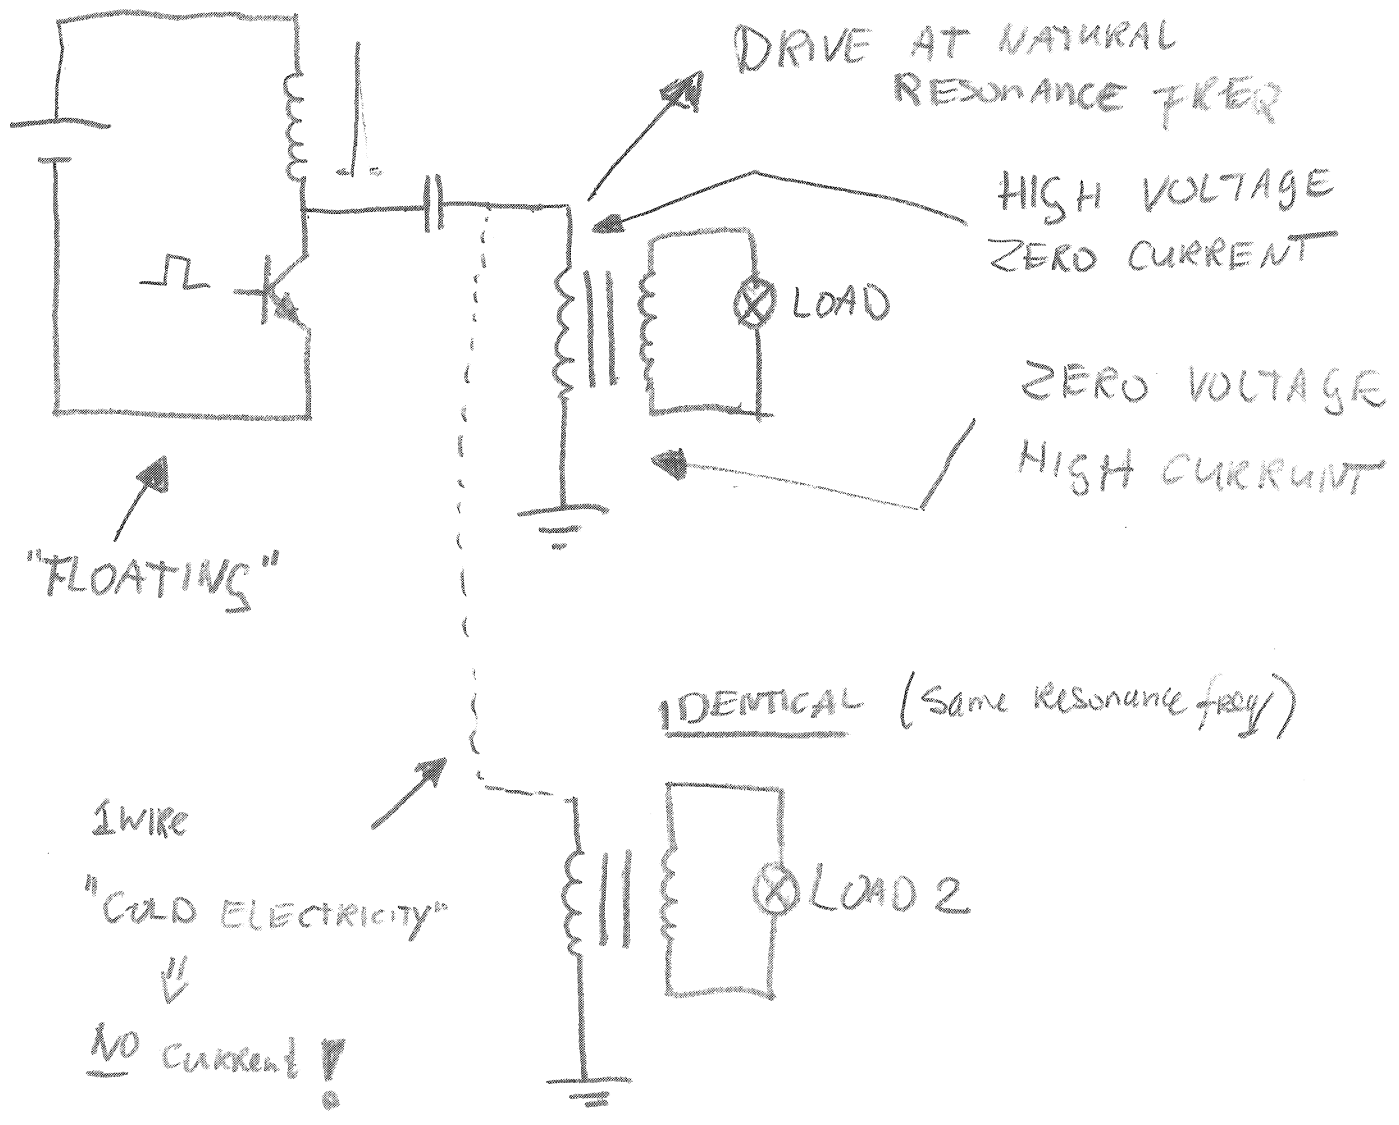 DRIVE AT NATURAL
RESONANCE FREQ
HIGH VOLTAGE
ZERO CURRENT
LOAD
ZERO VOLTAGE
HIGH CURRUNT
"FLOATING"
IDENTICAL (Same Resonance freq)
1 WIRe
"COLD ELECTRICITY"
LOAD 2
NO Current !